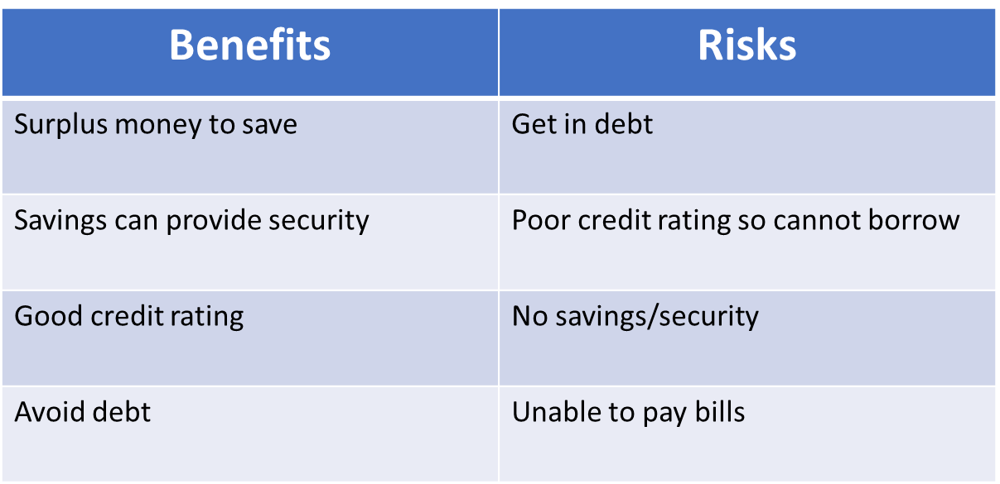 Benefits Risks
Surplus money to save Get in debt
Savings can provide security Poor credit rating so cannot borrow
Good credit rating No savings/security
Avoid debt Unable to pay bills